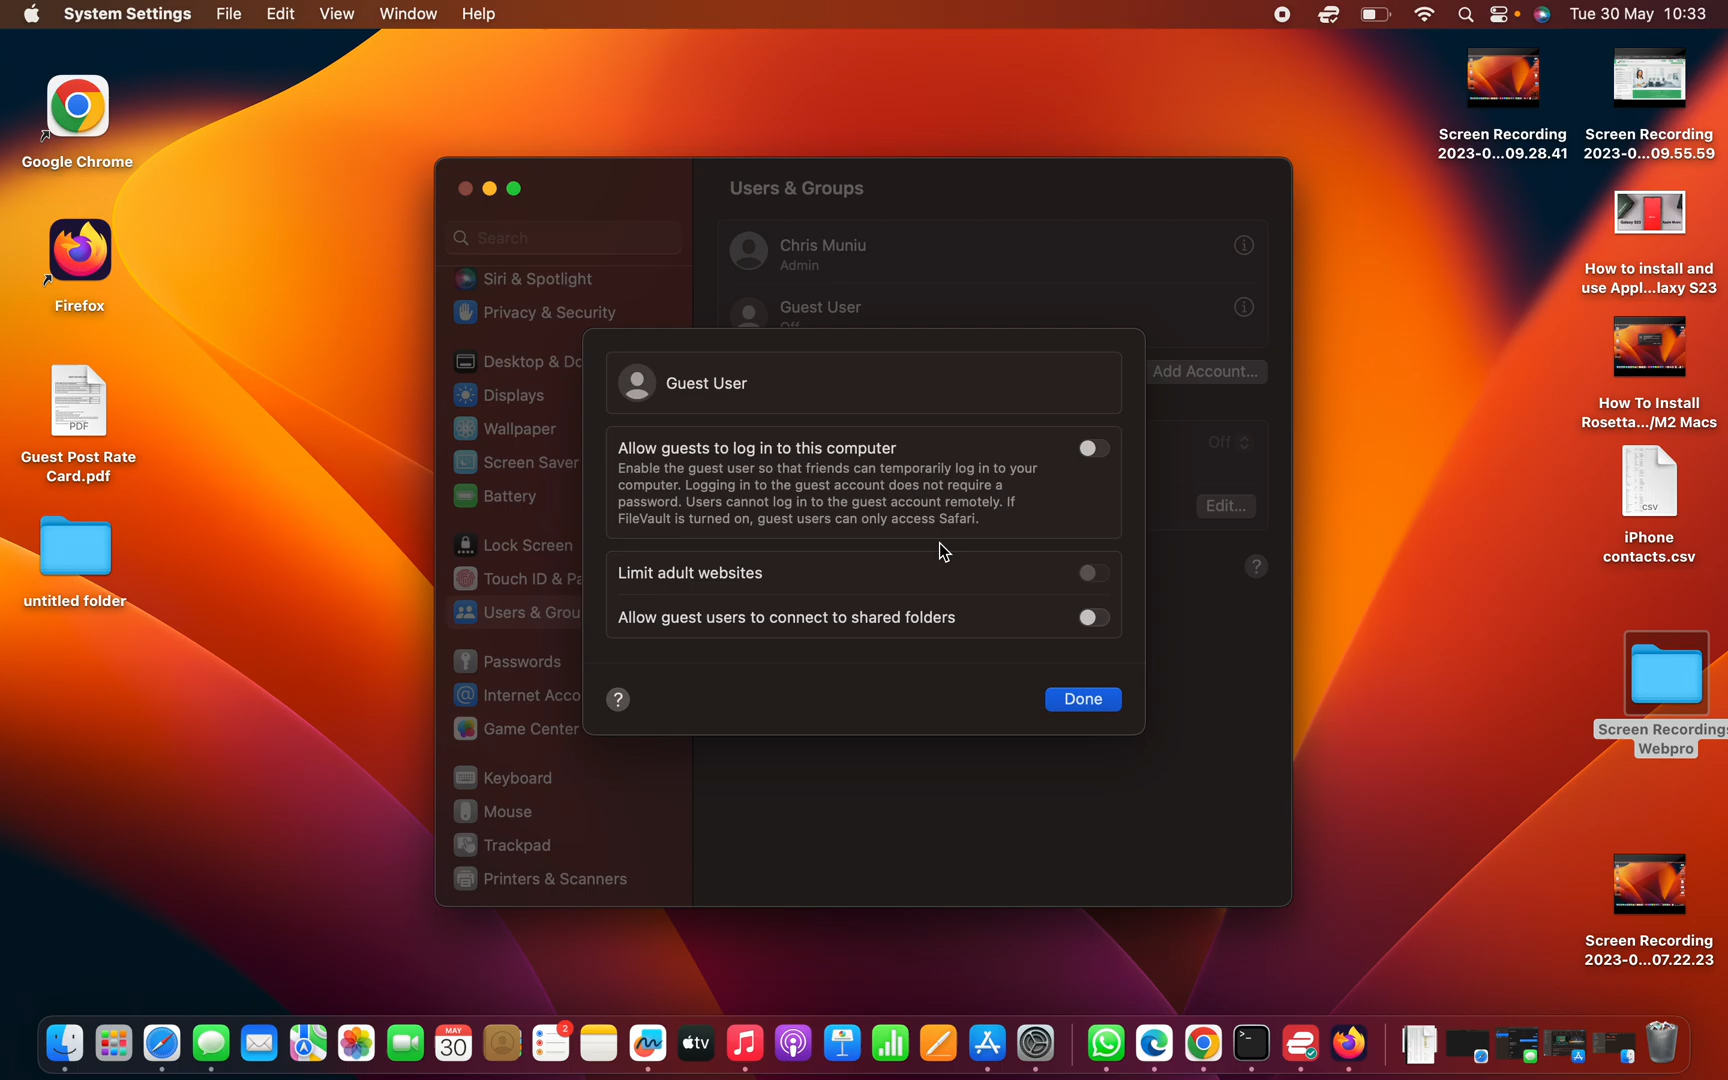 System Settings File Edit View Window Help
Tue 30 May 10:33
Google Chrome
Firefox
PDF
Guest Post Rate
Card.pdf
untitled folder
Screen Recording
2023-0...09.28.41
Screen Recording
2023-0...09.55.59
How to install and
use Appl...laxy S23
How To Install
Rosetta.../M2 Macs
CSV
iPhone
contacts.csv
Screen Recordings
Webpro
Screen Recording
2023-0...07.22.23
Search
Siri & Spotlight
Privacy & Security
Desktop & Do
Displays
Wallpaper
Screen Saver
Battery
Lock Screen
Touch ID & Pa
Users & Grou
Passwords
Internet Acco
Game Center
Keyboard
Mouse
Trackpad
Printers & Scanners
Users & Groups
Chris Muniu
Admin
Guest User
Off
Add Account...
Off
Edit...
?
Guest User
Allow guests to log in to this computer
Enable the guest user so that friends can temporarily log in to your
computer. Logging in to the guest account does not require a
password. Users cannot log in to the guest account remotely. If
FileVault is turned on, guest users can only access Safari.
Limit adult websites
Allow guest users to connect to shared folders
?
Done
MAY
30
2
tv